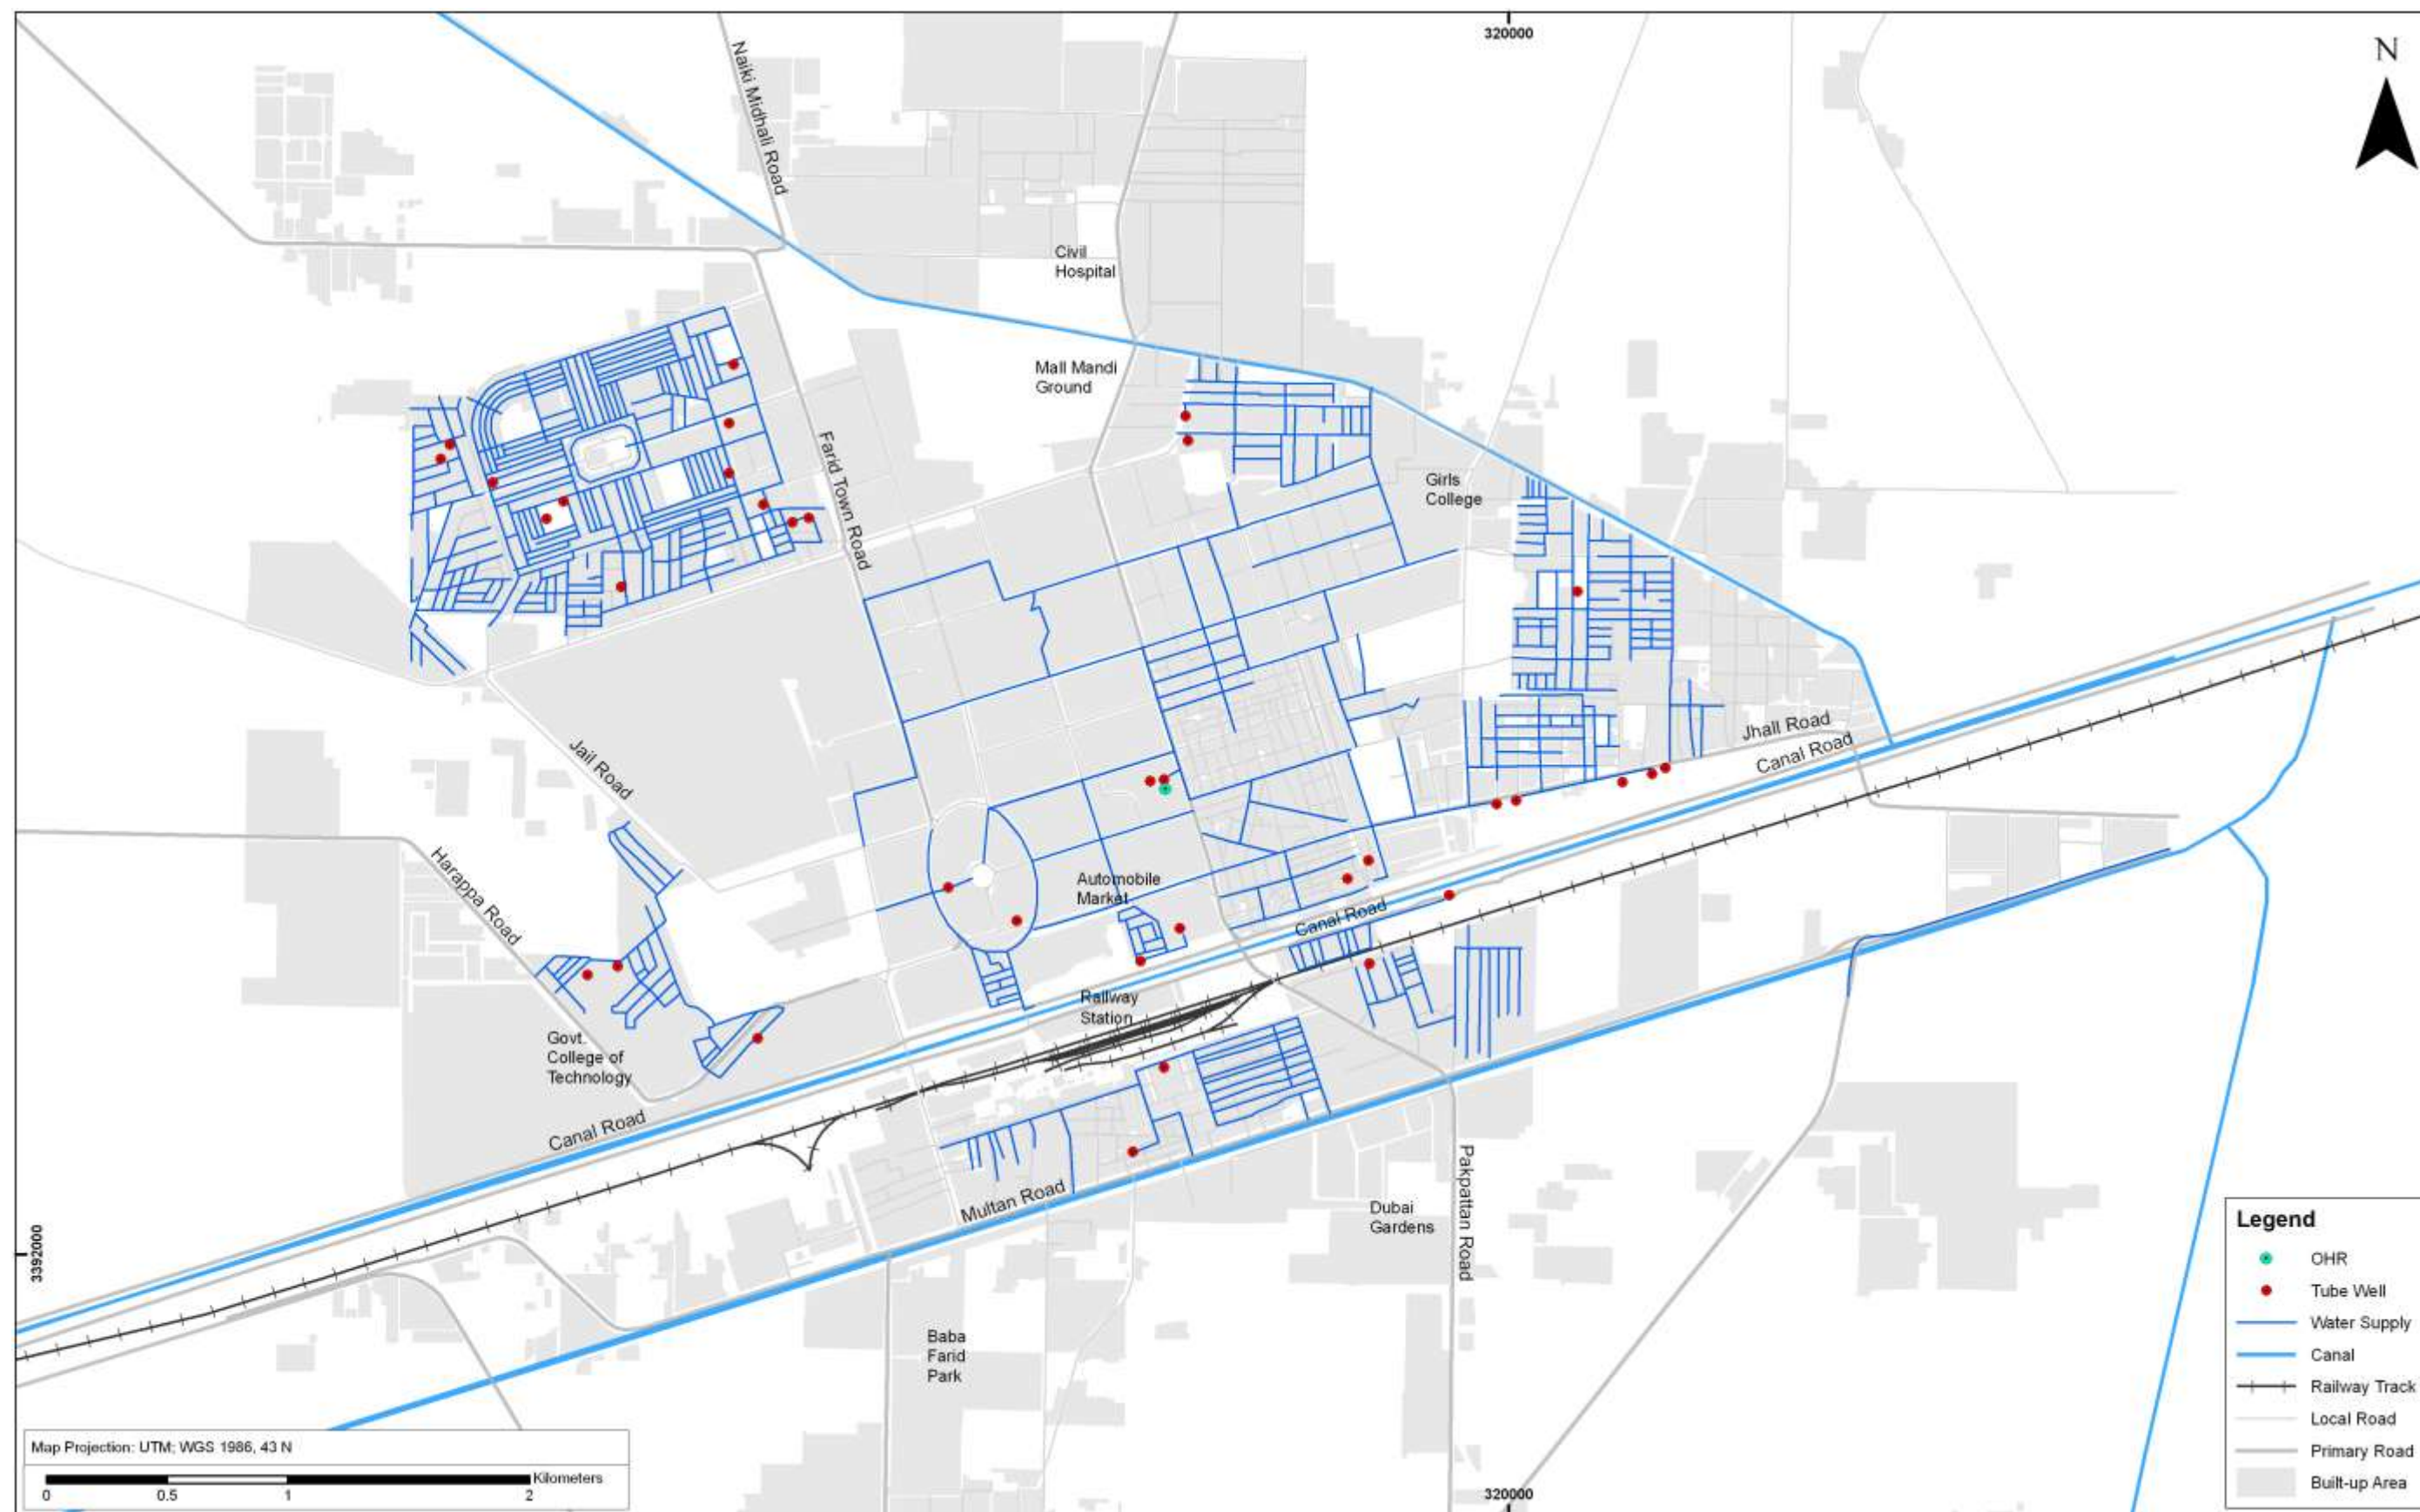 320000
N
Naiki Midhali Road
Civil
Hospital
Mall Mandi
Ground
Farid Town Road
Girls
College
Jail Road
Jhall Road
Canal Road
Harappa Road
Automobile
Market
Canal Road
Railway
Station
Govt.
College of
Technology
Canal Road
Multan Road
Pakpattan Road
Dubai
Gardens
3392000
Baba
Farid
Park
Legend
OHR
Tube Well
Water Supply
Canal
Railway Track
Local Road
Primary Road
Built-up Area
Map Projection: UTM; WGS 1986, 43 N
Kilometers
0 0.5 1 2
320000